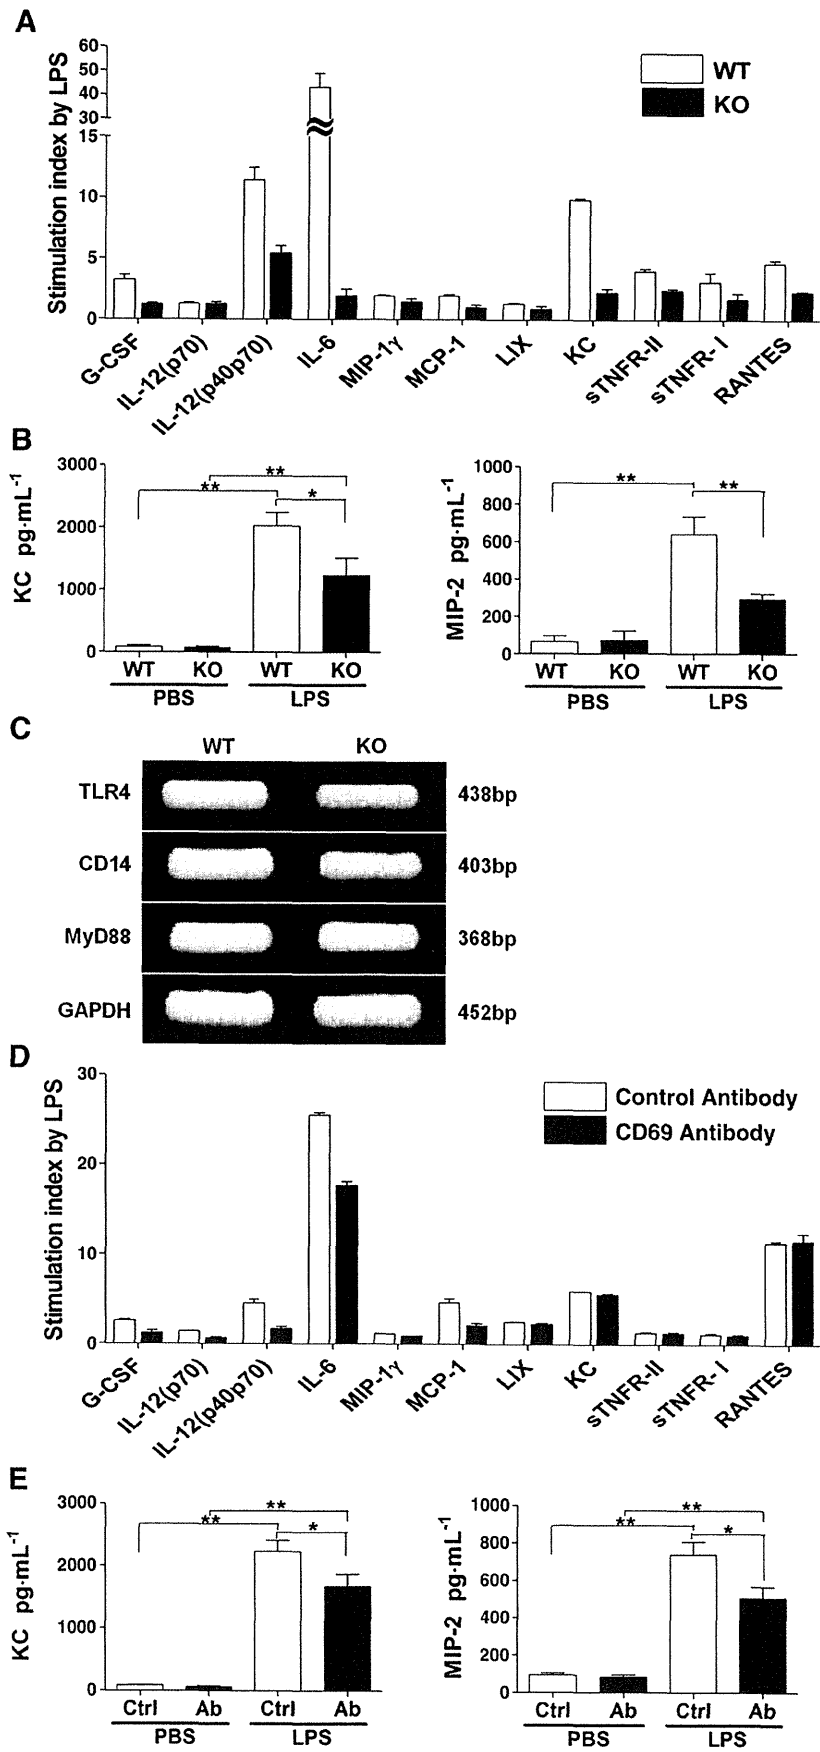 A
Stimulation index by LPS
60
50
40
30
15
10
5
0
WT
KO
G-CSF
IL-12(p70)
IL-12(p40p70)
IL-6
MIP-1γ
MCP-1
LIX
KC
sTNFR-II
sTNFR- I
RANTES
B
KC pg·mL-1
3000
2000
1000
0
**
**
*
WT KO WT KO
PBS LPS
MIP-2 pg·mL-1
1000
800
600
400
200
0
**
**
WT KO WT KO
PBS LPS
C
WT KO
TLR4 438bp
CD14 403bp
MyD88 368bp
GAPDH 452bp
D
Stimulation index by LPS
30
20
10
0
Control Antibody
CD69 Antibody
G-CSF
IL-12(p70)
IL-12(p40p70)
IL-6
MIP-1γ
MCP-1
LIX
KC
sTNFR-II
sTNFR- I
RANTES
E
KC pg·mL-1
3000
2000
1000
0
**
**
*
Ctrl Ab Ctrl Ab
PBS LPS
MIP-2 pg·mL-1
1000
800
600
400
200
0
**
**
*
Ctrl Ab Ctrl Ab
PBS LPS